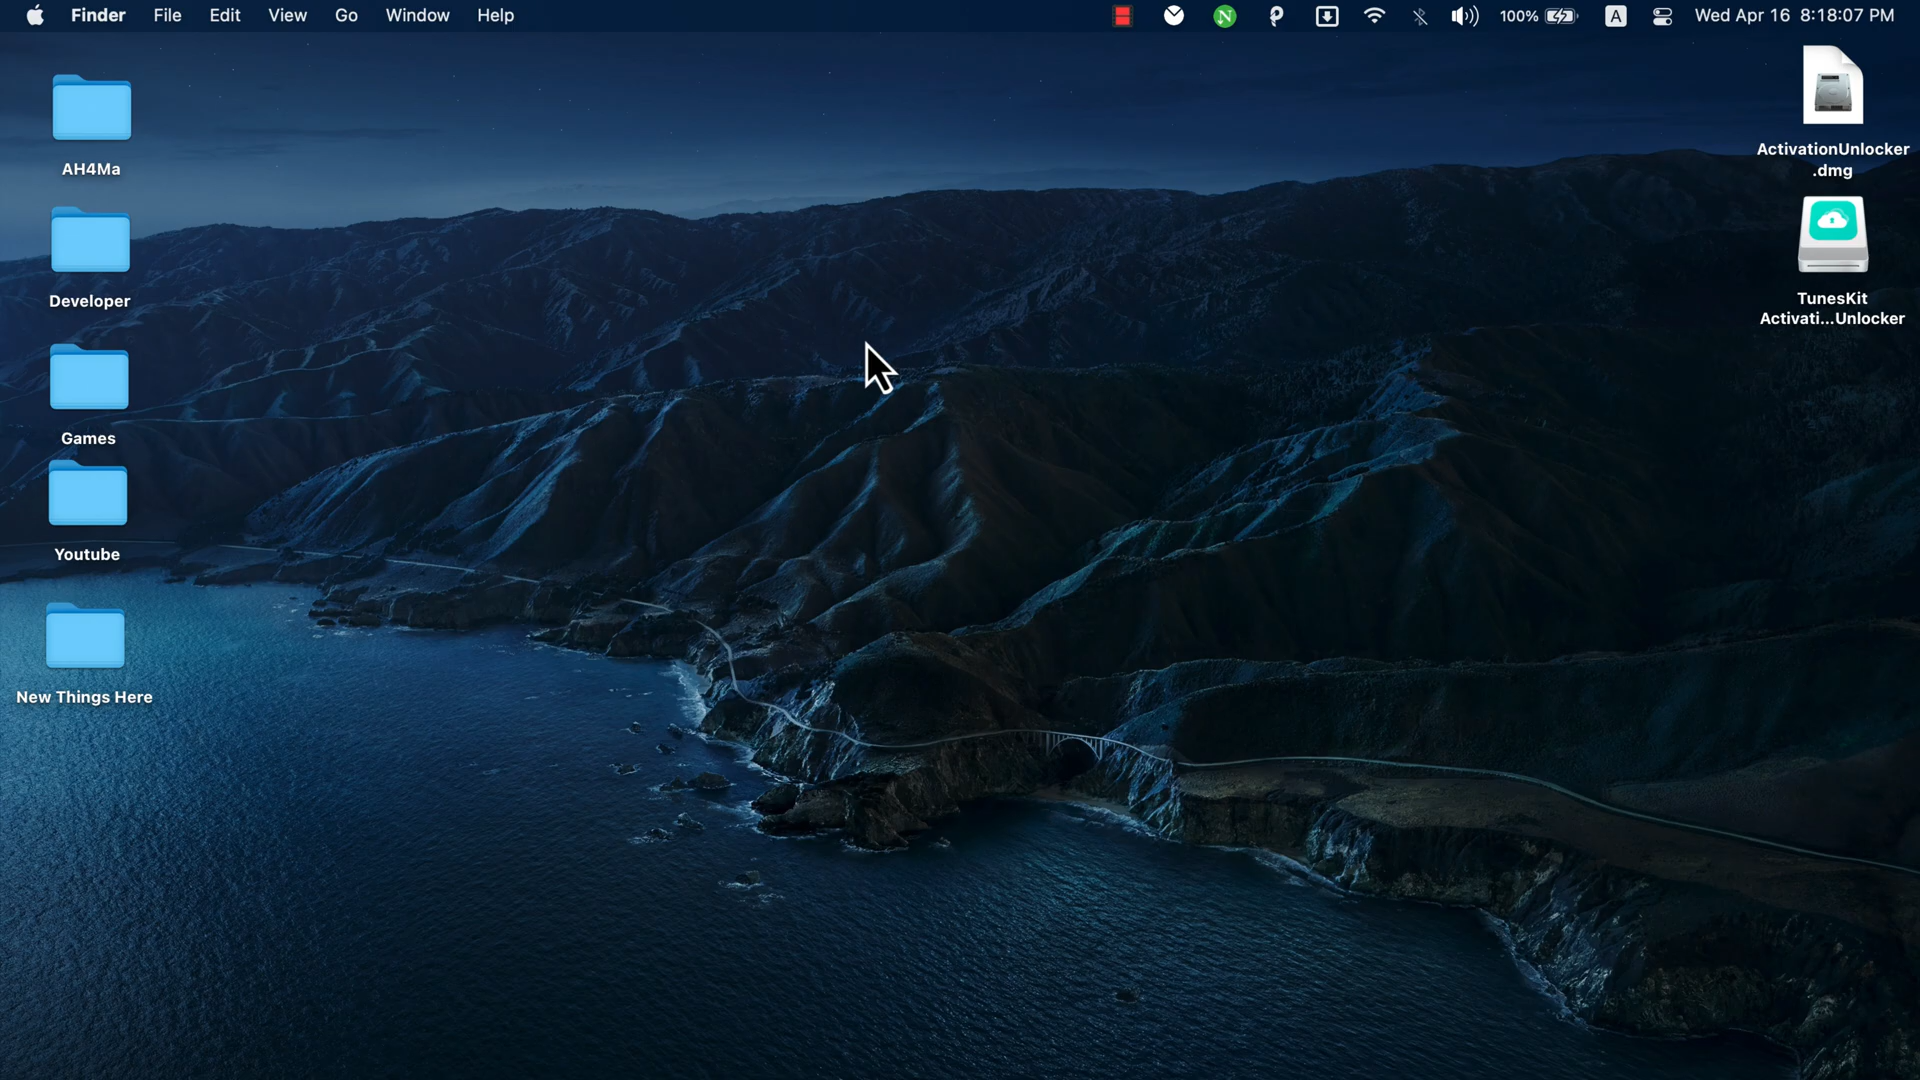 Finder File Edit View Go Window Help
N 100% A Wed Apr 16 8:18:07 PM
AH4Ma
Developer
Games
Youtube
New Things Here
ActivationUnlocker
.dmg
TunesKit
Activati...Unlocker